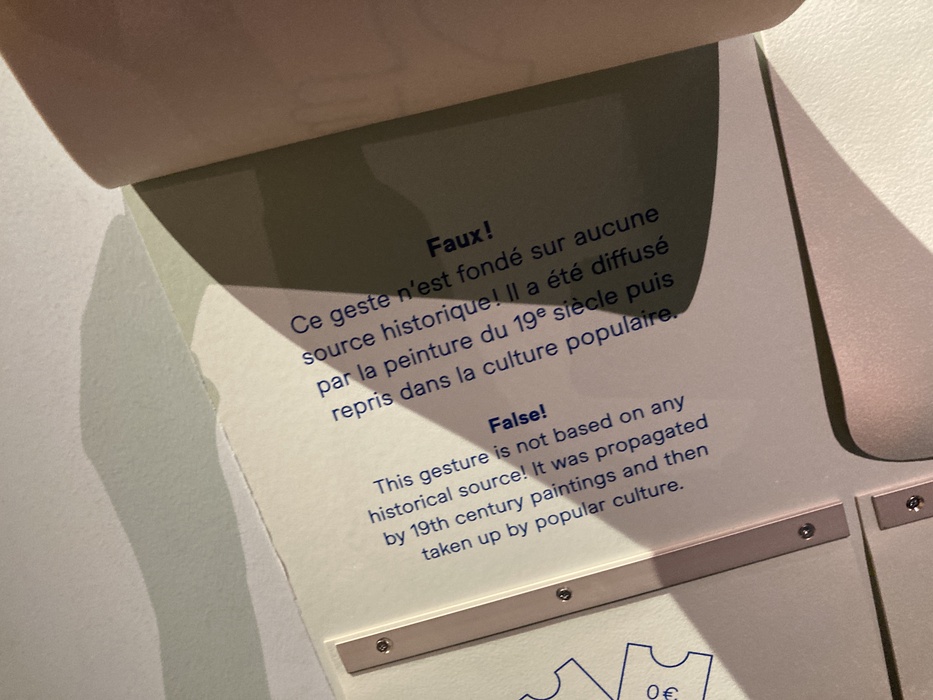 Faux !
Ce geste n'est fondé sur aucune
source historique ! Il a été diffusé
par la peinture du 19e siècle puis
repris dans la culture populaire.
False!
This gesture is not based on any
historical source! It was propagated
by 19th century paintings and then
taken up by popular culture.
0€